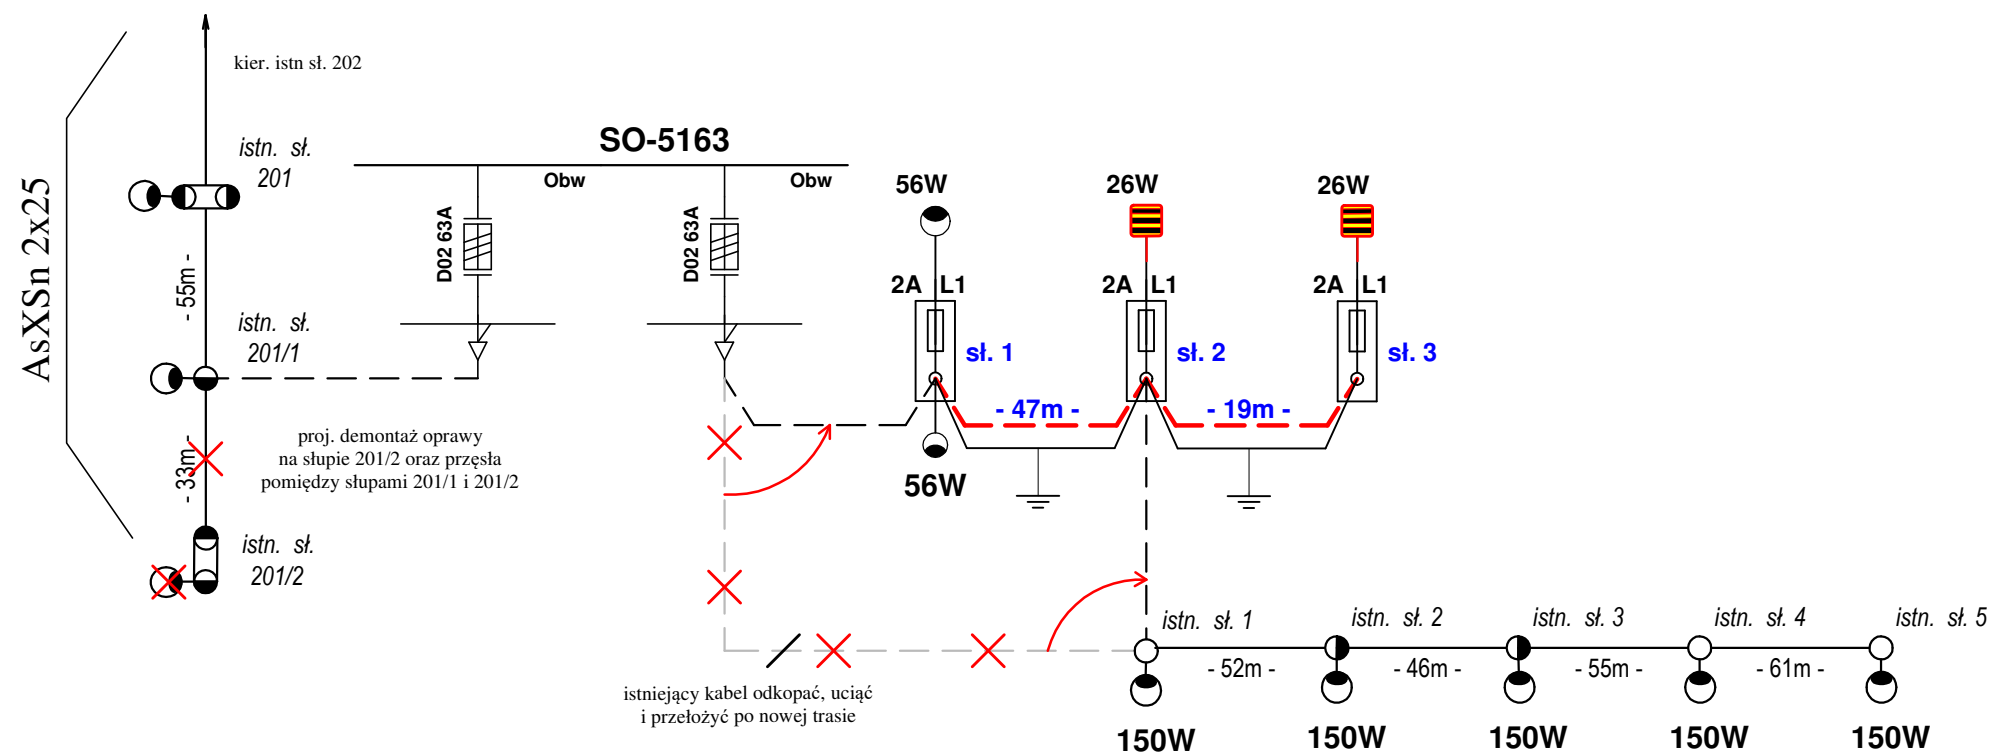 kier. istn sł. 202
SO-5163
istn. sł.
201
Obw
Obw
56W
26W
26W
AsXSn 2x25
D02 63A
D02 63A
- 55m -
2A L1
2A L1
2A L1
istn. sł.
201/1
sł. 1
sł. 2
sł. 3
- 47m -
- 19m -
- 33m -
proj. demontaż oprawy
na słupie 201/2 oraz przęsła
pomiędzy słupami 201/1 i 201/2
56W
istn. sł.
201/2
istn. sł. 1
istn. sł. 2
istn. sł. 3
istn. sł. 4
istn. sł. 5
- 52m -
- 46m -
- 55m -
- 61m -
istniejący kabel odkopać, uciąć
i przełożyć po nowej trasie
150W
150W
150W
150W
150W